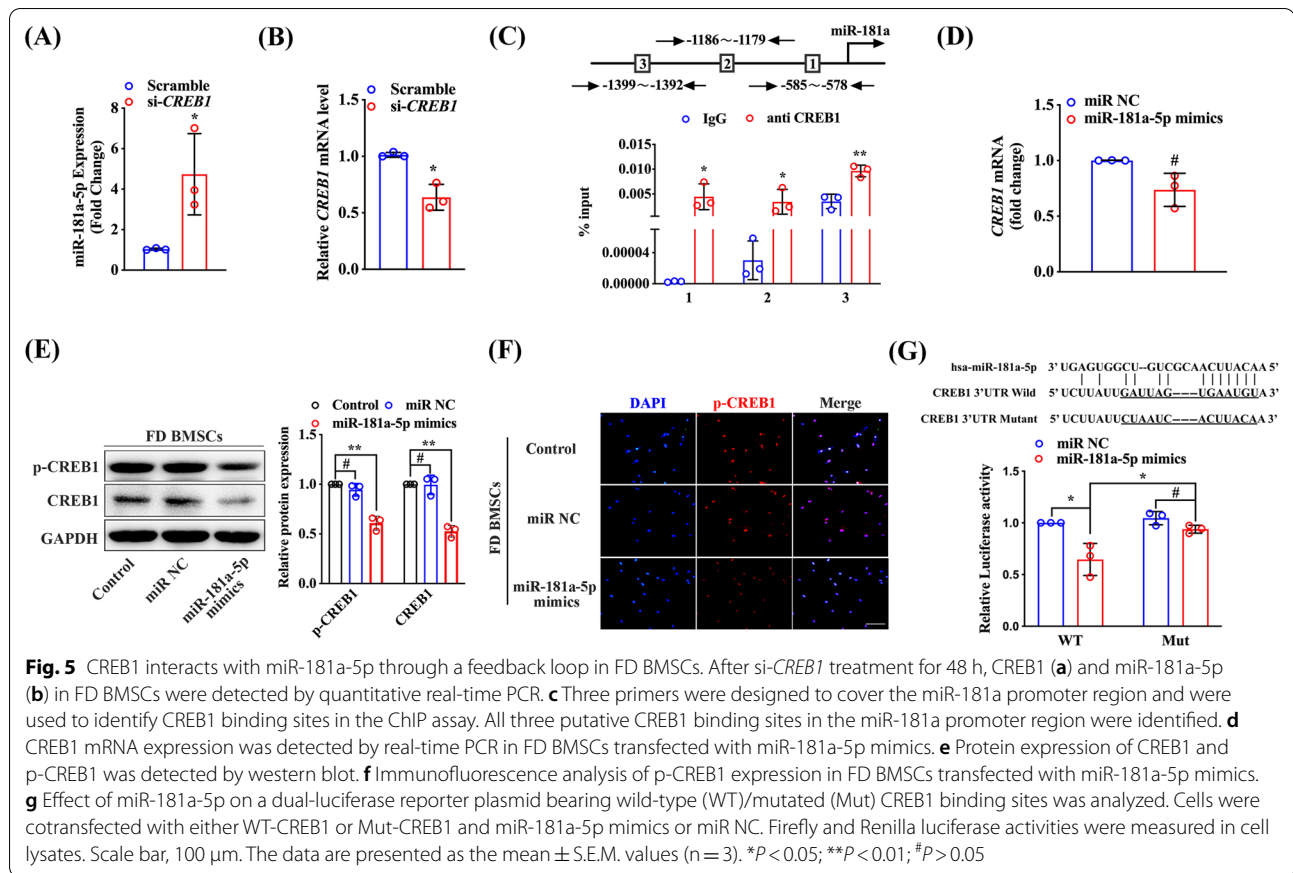 (A)
Scramble
si-CREB1
miR-181a-5p Expression
(Fold Change)
8
6
4
2
0
*
(B)
Scramble
si-CREB1
Relative CREB1 mRNA level
1.5
1.0
0.5
0.0
*
(C)
miR-181a
-1186～-1179
3
2
1
-1399～-1392
-585～-578
IgG
anti CREB1
% input
0.015
0.010
0.005
0.00004
0.00000
*
*
**
1
2
3
(D)
miR NC
miR-181a-5p mimics
CREB1 mRNA
(fold change)
1.5
1.0
0.5
0.0
#
(E)
FD BMSCs
p-CREB1
CREB1
GAPDH
Control
miR NC
miR-181a-5p
mimics
Control
miR NC
miR-181a-5p mimics
Relative protein expression
1.5
1.0
0.5
0.0
**
#
**
#
p-CREB1
CREB1
(F)
DAPI
p-CREB1
Merge
FD BMSCs
Control
miR NC
miR-181a-5p
mimics
(G)
hsa-miR-181a-5p 3’ UGAGUGGCU--GUCGCAACUUACAA 5’
CREB1 3’UTR Wild 5’ UCUUAUUGAUUAG----UGAAUGUA 3’
CREB1 3’UTR Mutant 5’ UCUUAUUCUAAUC----ACUUACAA 3’
miR NC
miR-181a-5p mimics
Relative Luciferase activity
1.5
1.0
0.5
0.0
*
*
#
WT
Mut
Fig. 5 CREB1 interacts with miR-181a-5p through a feedback loop in FD BMSCs. After si-CREB1 treatment for 48 h, CREB1 (a) and miR-181a-5p
(b) in FD BMSCs were detected by quantitative real-time PCR. c Three primers were designed to cover the miR-181a promoter region and were
used to identify CREB1 binding sites in the ChIP assay. All three putative CREB1 binding sites in the miR-181a promoter region were identified. d
CREB1 mRNA expression was detected by real-time PCR in FD BMSCs transfected with miR-181a-5p mimics. e Protein expression of CREB1 and
p-CREB1 was detected by western blot. f Immunofluorescence analysis of p-CREB1 expression in FD BMSCs transfected with miR-181a-5p mimics.
g Effect of miR-181a-5p on a dual-luciferase reporter plasmid bearing wild-type (WT)/mutated (Mut) CREB1 binding sites was analyzed. Cells were
cotransfected with either WT-CREB1 or Mut-CREB1 and miR-181a-5p mimics or miR NC. Firefly and Renilla luciferase activities were measured in cell
lysates. Scale bar, 100 μm. The data are presented as the mean ± S.E.M. values (n = 3). *P < 0.05; **P < 0.01; #P > 0.05